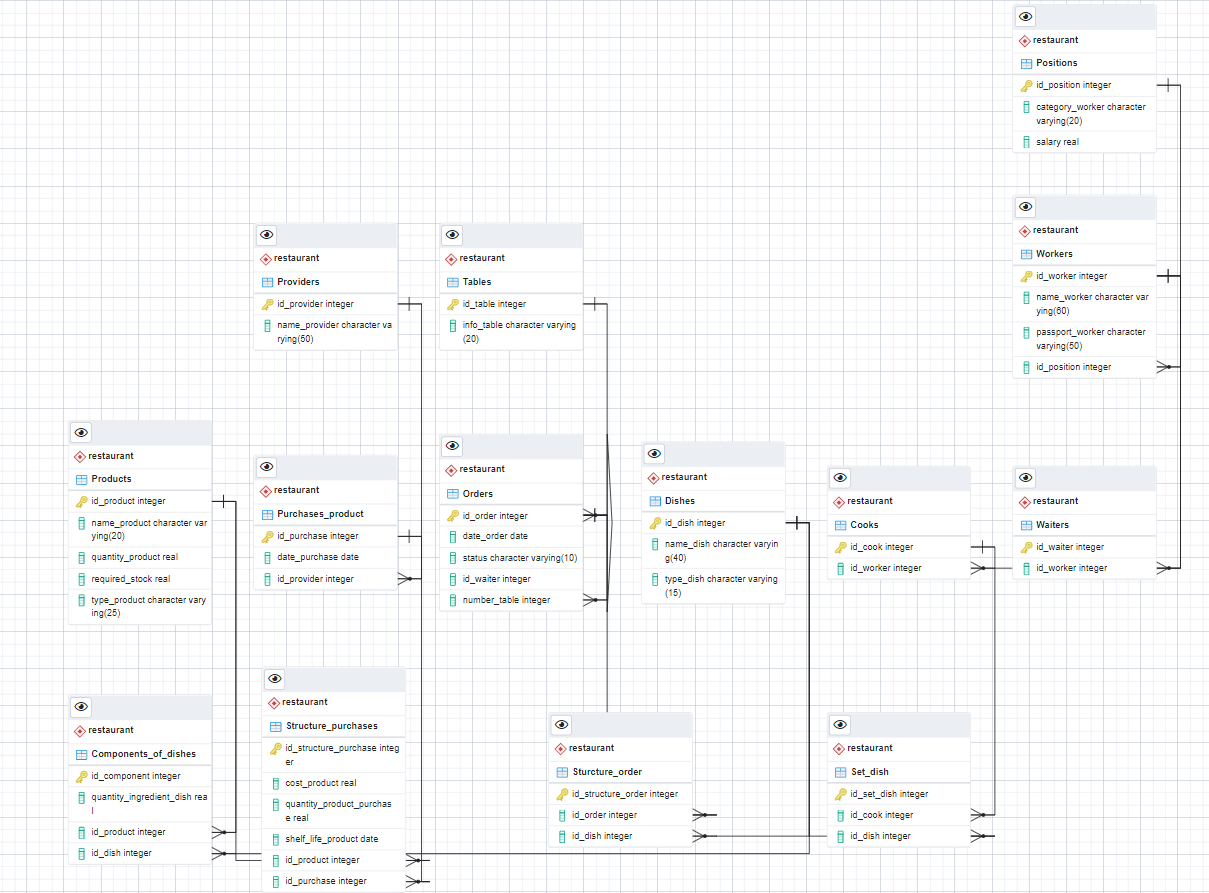 restaurant
Positions
id_position integer
category_worker character
varying(20)
salary real
restaurant
Workers
id_worker integer
name_worker character var
ying(60)
passport_worker character
varying(50)
id_position integer
restaurant
Providers
id_provider integer
name_provider character va
rying(50)
restaurant
Tables
id_table integer
info_table character varying
(20)
restaurant
Products
id_product integer
name_product character var
ying(20)
quantity_product real
required_stock real
type_product character vary
ing(25)
restaurant
Purchases_product
id_purchase integer
date_purchase date
id_provider integer
restaurant
Orders
id_order integer
date_order date
status character varying(10)
id_waiter integer
number_table integer
restaurant
Dishes
id_dish integer
name_dish character varyin
g(40)
type_dish character varying
(15)
restaurant
Cooks
id_cook integer
id_worker integer
restaurant
Waiters
id_waiter integer
id_worker integer
restaurant
Components_of_dishes
id_component integer
quantity_ingredient_dish rea
l
id_product integer
id_dish integer
restaurant
Structure_purchases
id_structure_purchase integ
er
cost_product real
quantity_product_purchas
e real
shelf_life_product date
id_product integer
id_purchase integer
restaurant
Sturcture_order
id_structure_order integer
id_order integer
id_dish integer
restaurant
Set_dish
id_set_dish integer
id_cook integer
id_dish integer